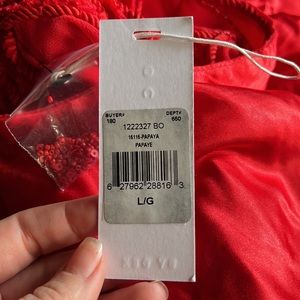 BUYER# DEPT#
180 660
1222327 BO
15115-PAPAYA
PAPAYE
6 27962 28816 3
L/G